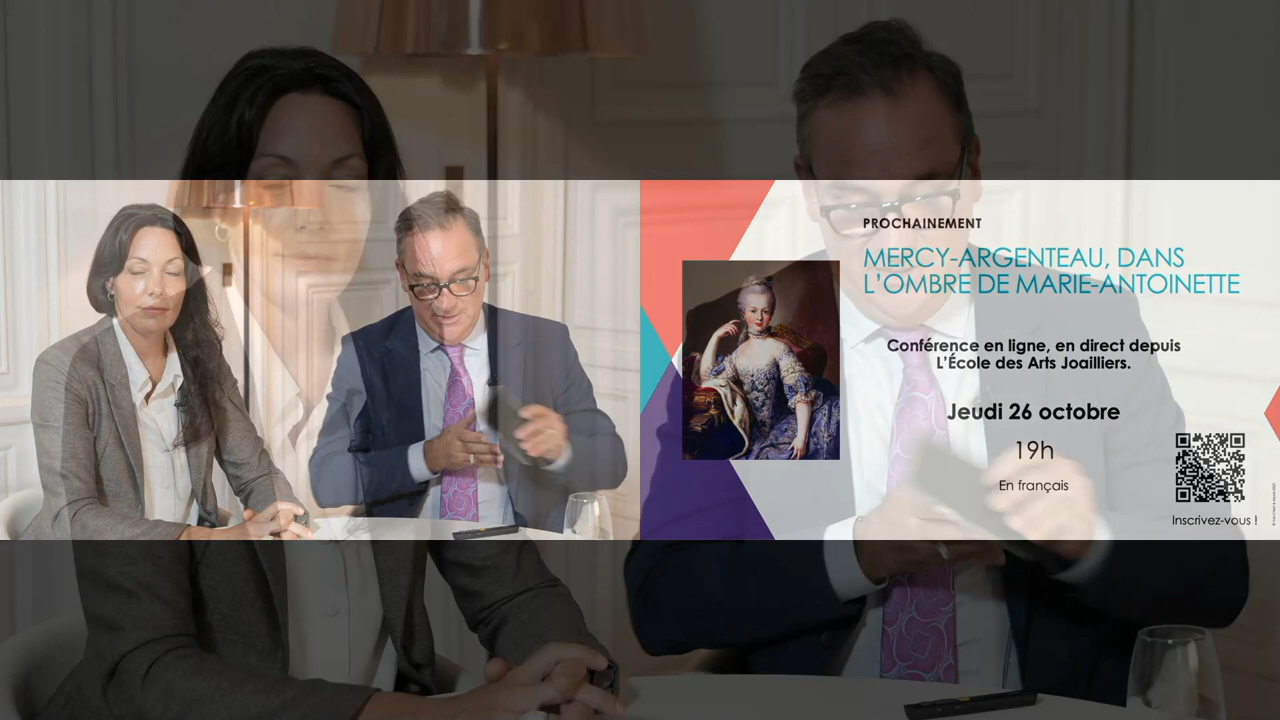 PROCHAINEMENT
MERCY-ARGENTEAU, DANS
L'OMBRE DE MARIE-ANTOINETTE
Conférence en ligne, en direct depuis
L'École des Arts Joailliers.
Jeudi 26 octobre
19h
En français
Inscrivez-vous !